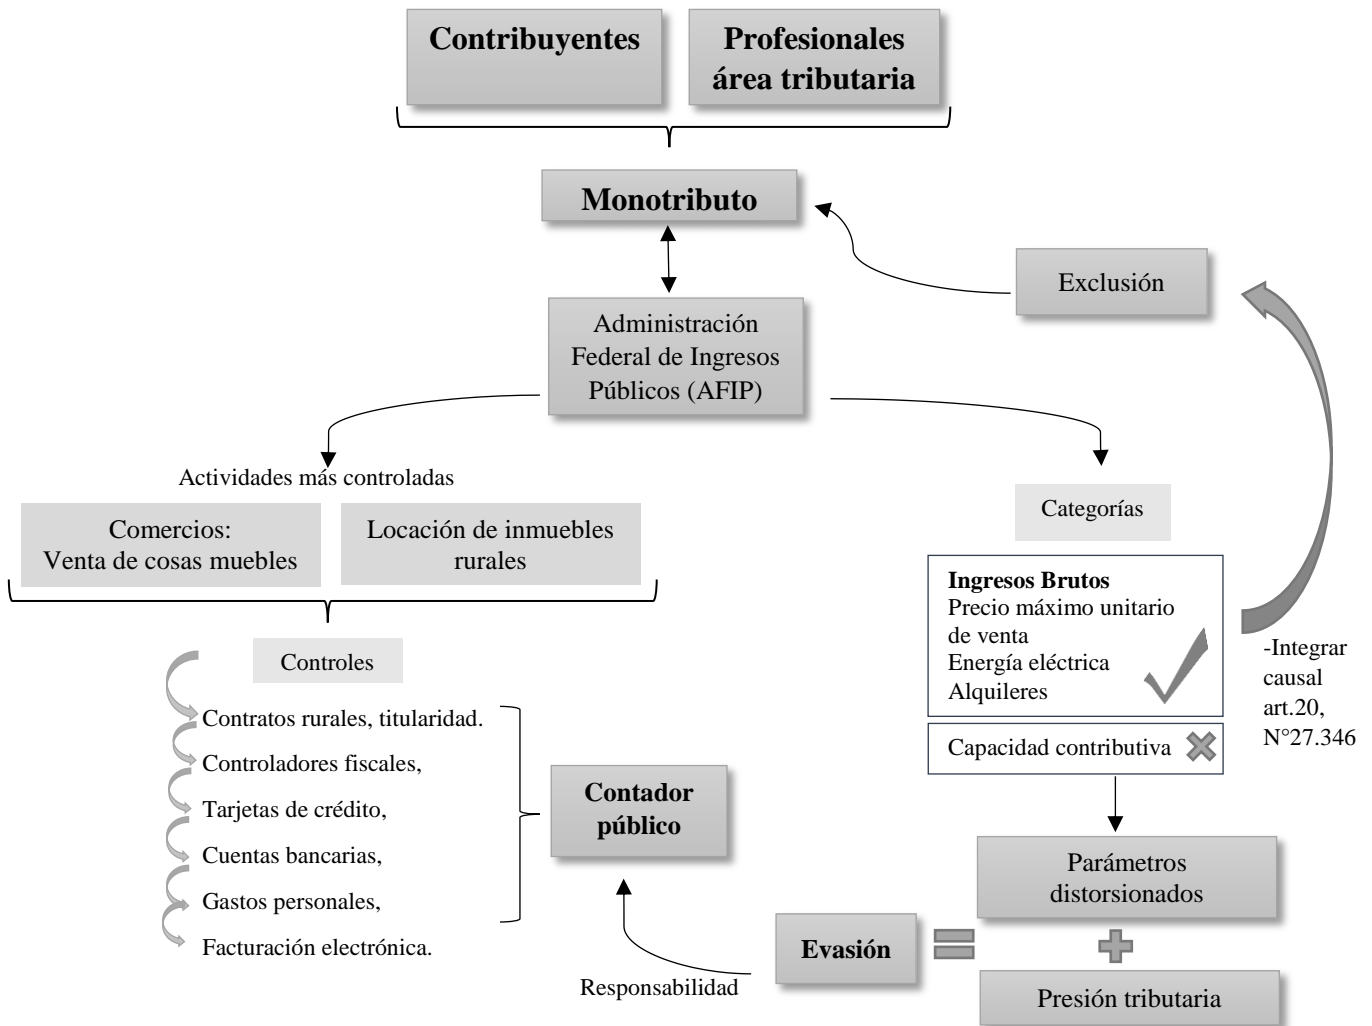 Contribuyentes
Profesionales
área tributaria
Monotributo
Exclusión
Administración
Federal de Ingresos
Públicos (AFIP)
Actividades más controladas
Comercios:
Venta de cosas muebles
Locación de inmuebles
rurales
Categorías
Ingresos Brutos
Precio máximo unitario
de venta
Energía eléctrica
Alquileres
-Integrar
causal
art.20,
N°27.346
Capacidad contributiva
Controles
Contratos rurales, titularidad.
Controladores fiscales,
Tarjetas de crédito,
Cuentas bancarias,
Gastos personales,
Facturación electrónica.
Contador
público
Parámetros
distorsionados
Evasión
Responsabilidad
Presión tributaria